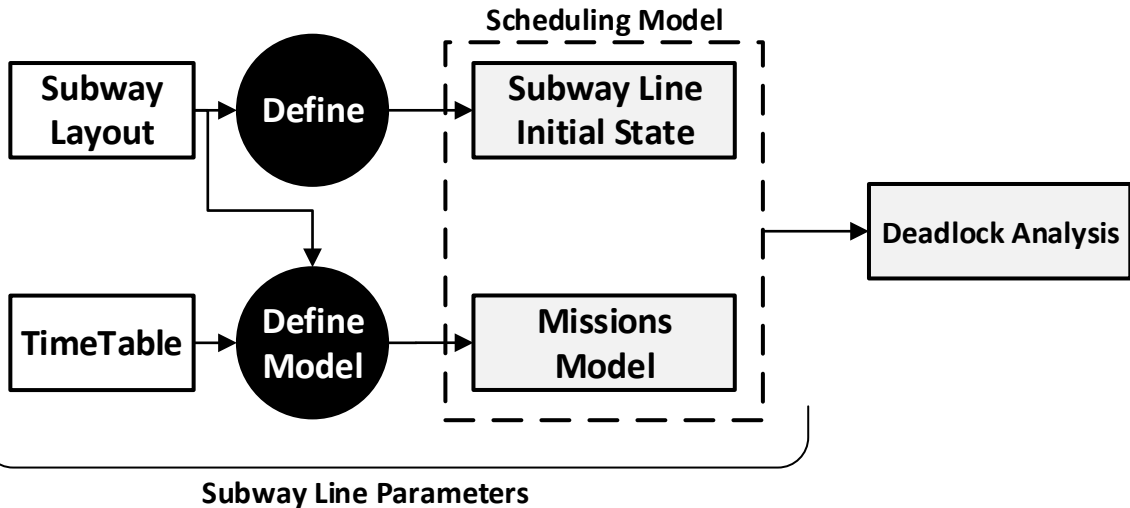 Scheduling Model
Subway
Layout
Define
Subway Line
Initial State
Deadlock Analysis
TimeTable
Define
Model
Missions
Model
Subway Line Parameters